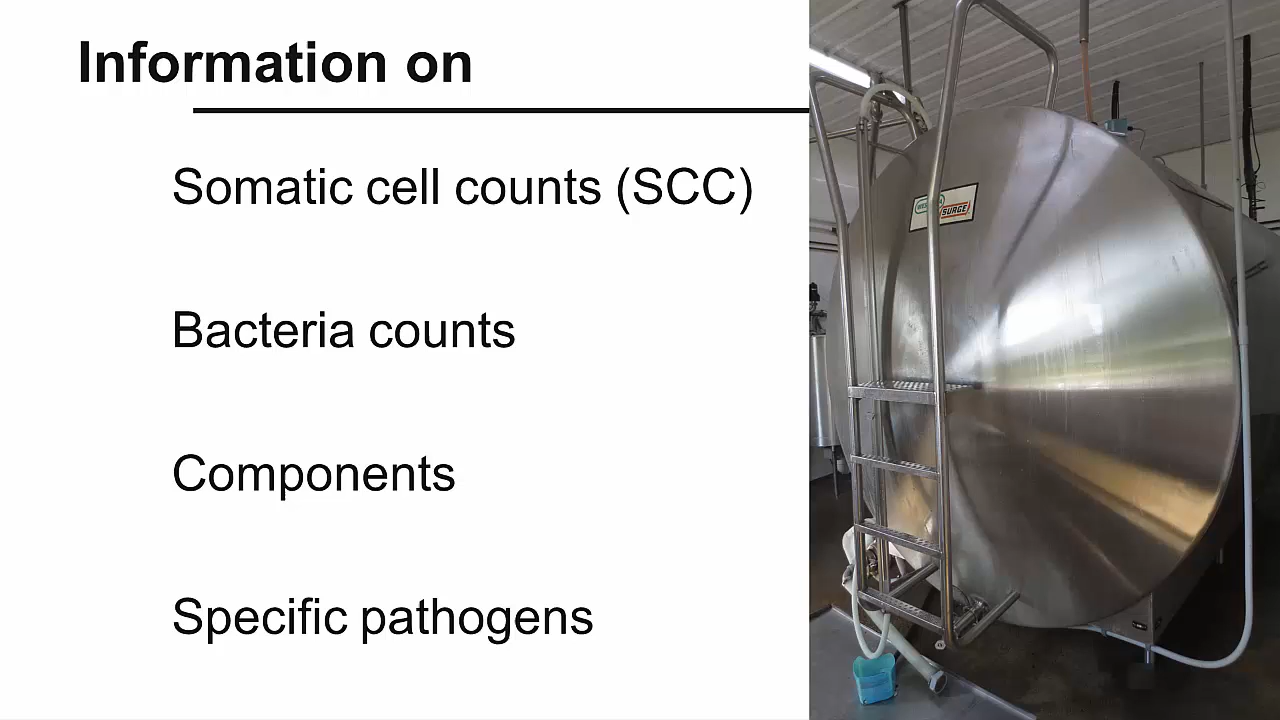 Information on
Somatic cell counts (SCC)
Bacteria counts
Components
Specific pathogens
SURGE